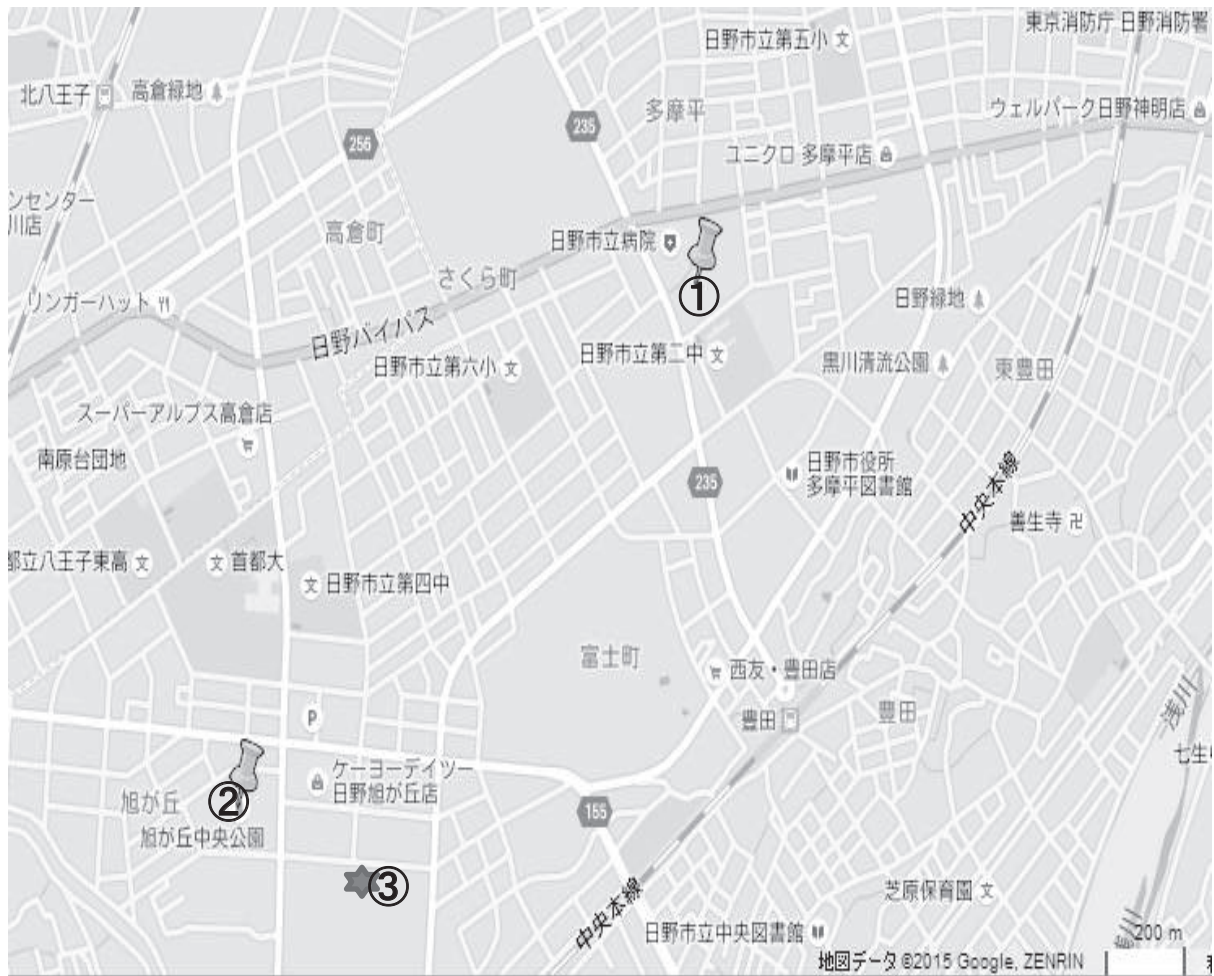 東京消防庁 日野消防署
日野市立第五小
北八王子
高倉緑地
多摩平
ウェルパーク日野神明店
235
256
ユニクロ 多摩平店
ンセンター
川店
高倉町
日野市立病院
さくら町
①
リンガーハット
日野緑地
日野バイパス
日野市立第六小
日野市立第二中
黒川清流公園
東豊田
スーパーアルプス高倉店
南原台団地
日野市役所
多摩平図書館
235
中央本線
善生寺
都立八王子東高
首都大
日野市立第四中
富士町
西友・豊田店
豊田
豊田
浅川
P
七生
ケーヨーデイツー
日野旭が丘店
旭が丘
②
旭が丘中央公園
155
③
芝原保育園
中央本線
日野市立中央図書館
200 m
地図データ ©2015 Google, ZENRIN